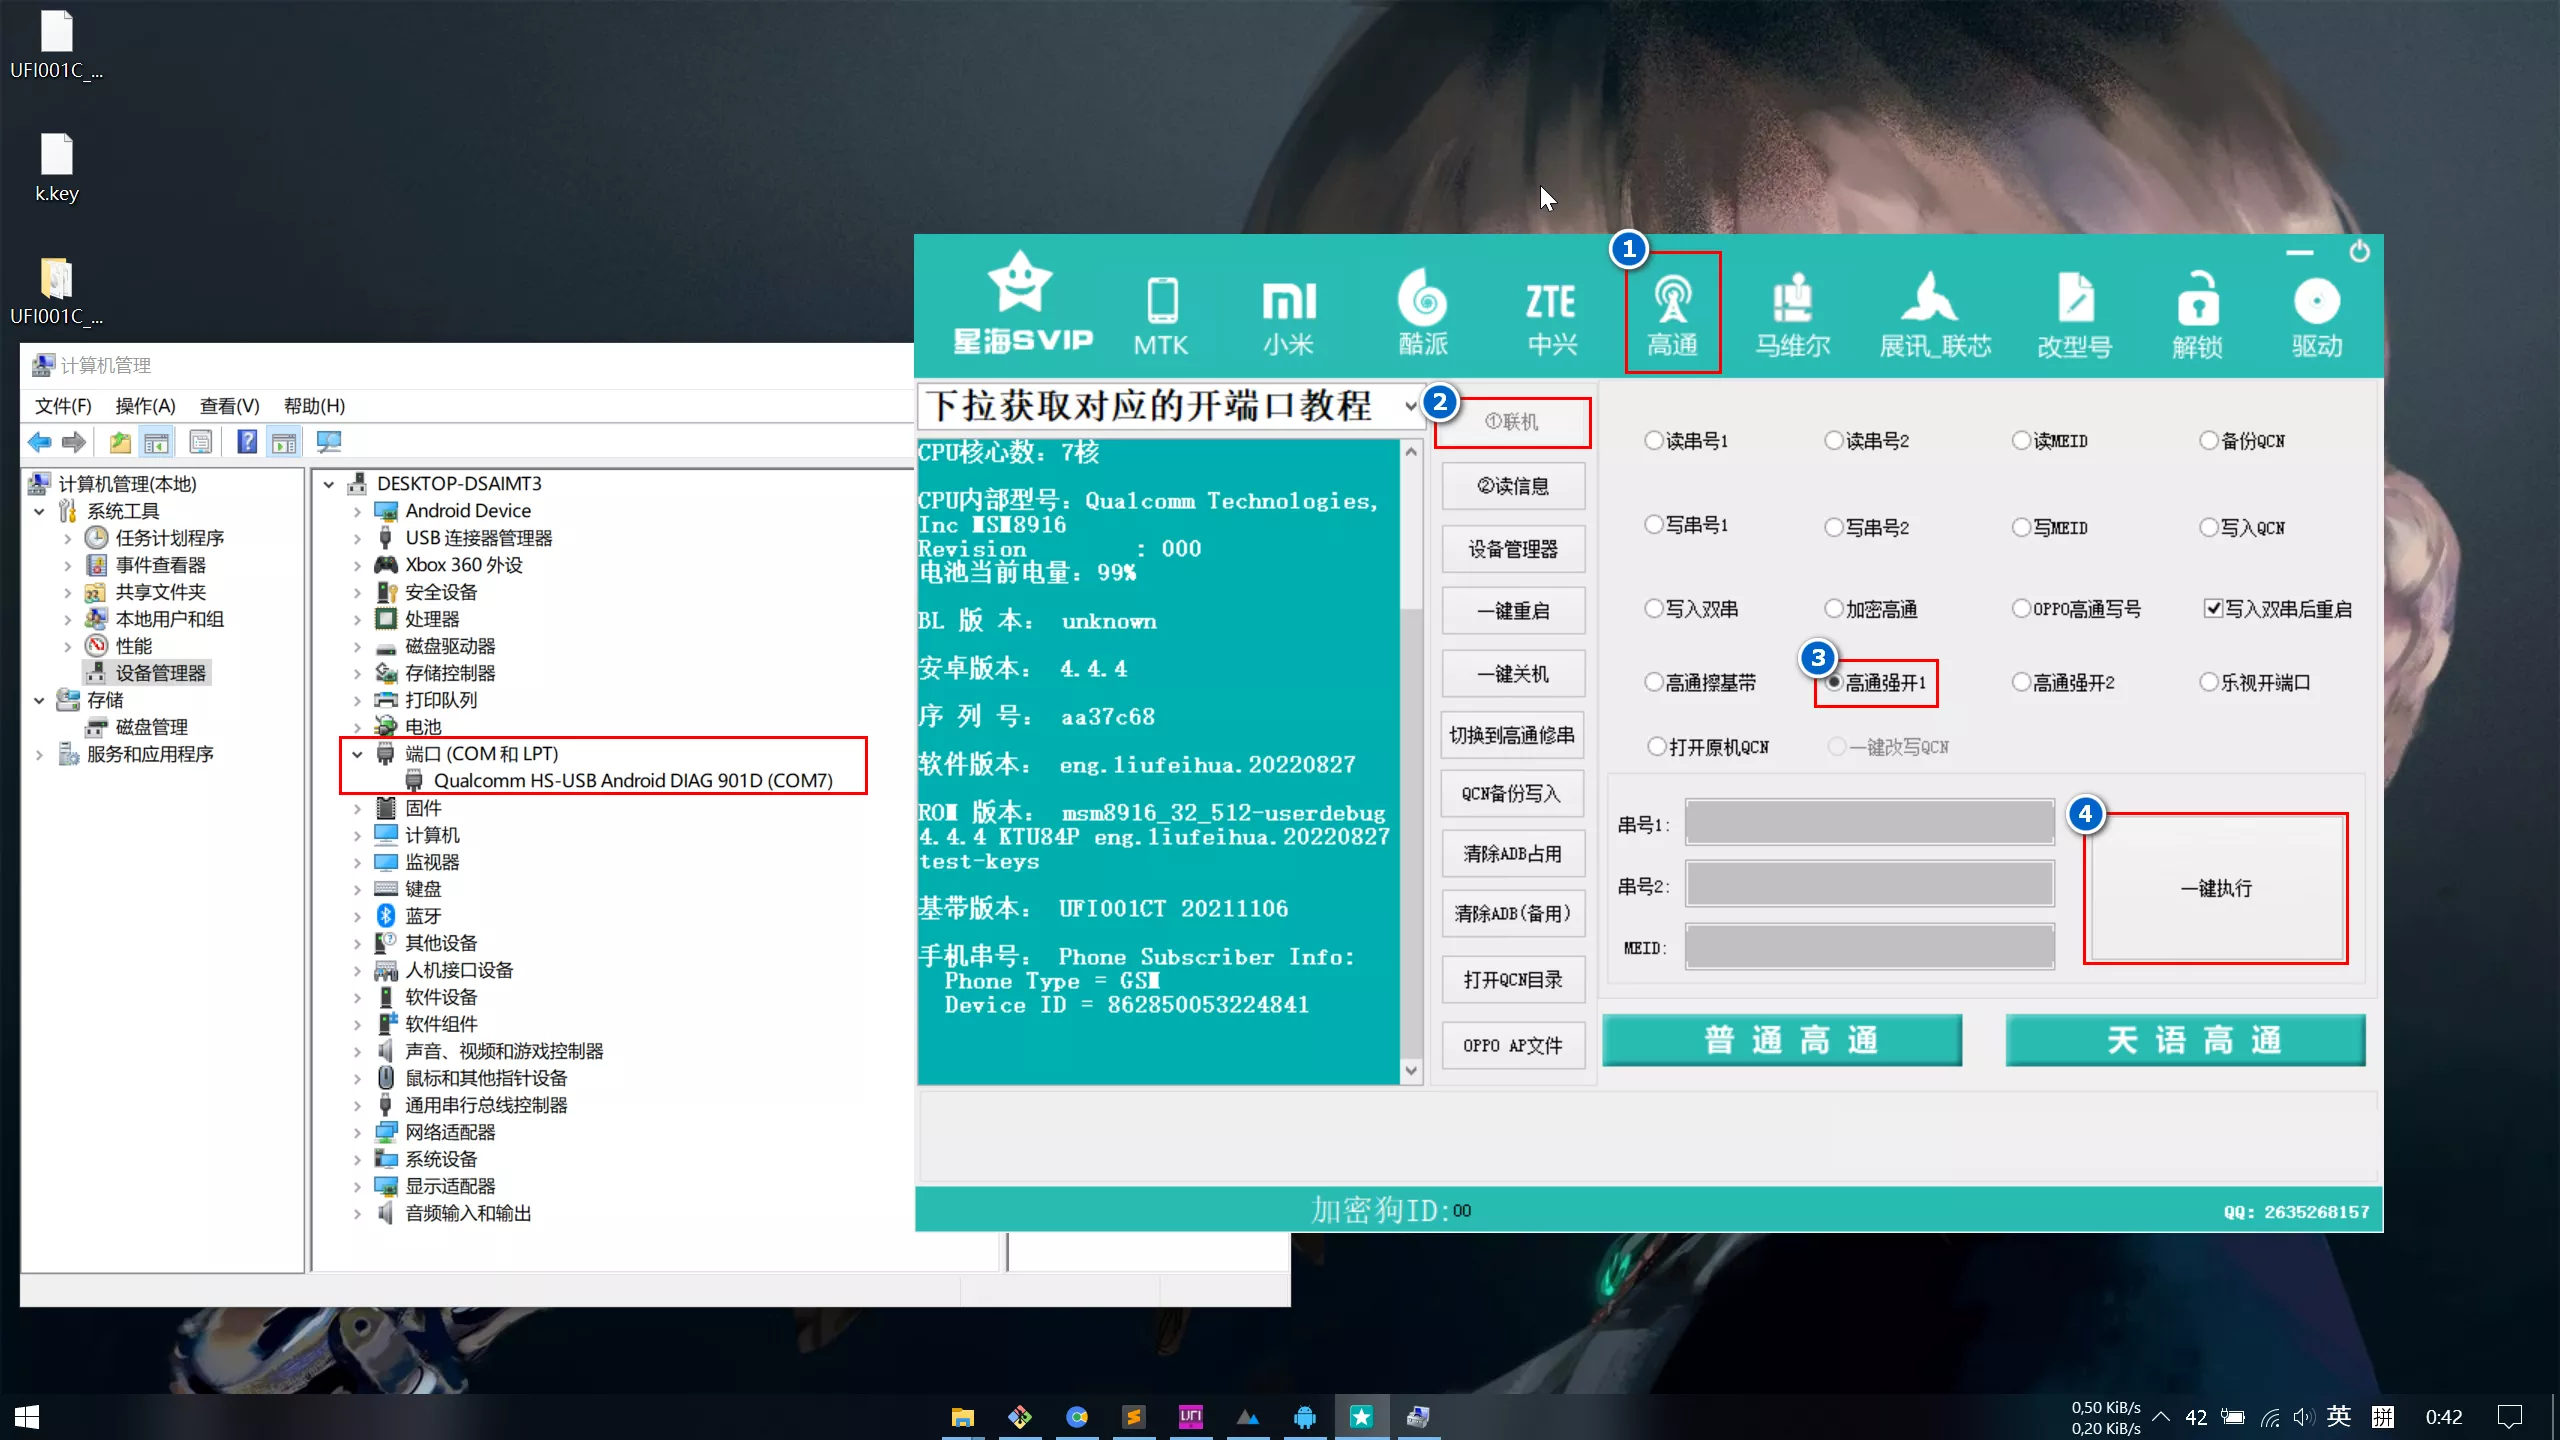 UFI001C_...
k.key
UFI001C_...
计算机管理
文件(F) 操作(A) 查看(V) 帮助(H)
计算机管理(本地)
系统工具
任务计划程序
事件查看器
共享文件夹
本地用户和组
性能
设备管理器
存储
磁盘管理
服务和应用程序
DESKTOP-DSAIMT3
Android Device
USB 连接器管理器
Xbox 360 外设
安全设备
处理器
磁盘驱动器
存储控制器
打印队列
电池
端口 (COM 和 LPT)
Qualcomm HS-USB Android DIAG 901D (COM7)
固件
计算机
监视器
键盘
蓝牙
其他设备
人机接口设备
软件设备
软件组件
声音、视频和游戏控制器
鼠标和其他指针设备
通用串行总线控制器
网络适配器
系统设备
显示适配器
音频输入和输出
星海SVIP
MTK
mi
小米
酷派
ZTE
中兴
1
高通
马维尔
展讯_联芯
改型号
解锁
驱动
下拉获取对应的开端口教程
CPU核心数: 7核
CPU内部型号: Qualcomm Technologies,
Inc MSM8916
Revision : 000
电池当前电量: 99%
BL 版 本: unknown
安卓版本: 4.4.4
序 列 号: aa37c68
软件版本: eng.liufeihua.20220827
ROM 版本: msm8916_32_512-userdebug
4.4.4 KTU84P eng.liufeihua.20220827
test-keys
基带版本: UFI001CT 20211106
手机串号: Phone Subscriber Info:
Phone Type = GSM
Device ID = 862850053224841
2
①联机
②读信息
设备管理器
一键重启
一键关机
切换到高通修串
QCN备份写入
清除ADB占用
清除ADB(备用)
打开QCN目录
OPPO AP文件
读串号1 读串号2 读MEID 备份QCN
写串号1 写串号2 写MEID 写入QCN
写入双串 加密高通 OPPO高通写号 写入双串后重启
3
高通擦基带 高通强开1 高通强开2 乐视开端口
打开原机QCN 一键改写QCN
串号1:
串号2:
MEID:
4
一键执行
普通高通 天语高通
加密狗ID:00
QQ: 2635268157
UFI
0,50 KiB/s
0,20 KiB/s
42
英
拼
0:42